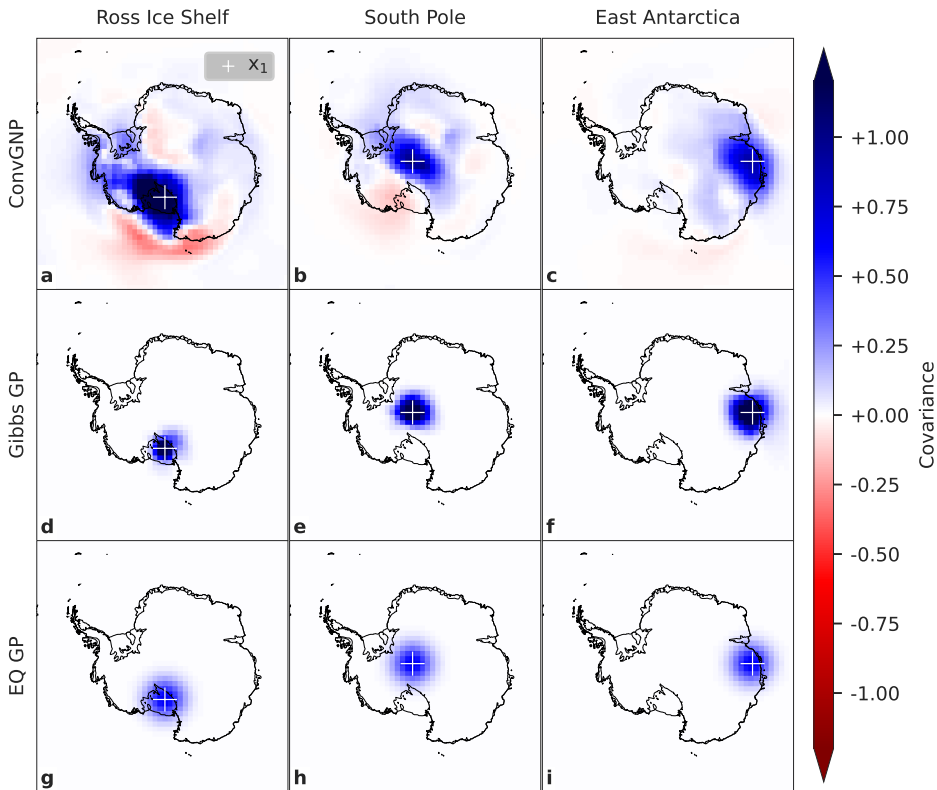 Ross Ice Shelf
South Pole
East Antarctica
ConvGNP
x₁
a
b
c
Gibbs GP
d
e
f
EQ GP
g
h
i
+1.00
+0.75
+0.50
+0.25
+0.00
-0.25
-0.50
-0.75
-1.00
Covariance